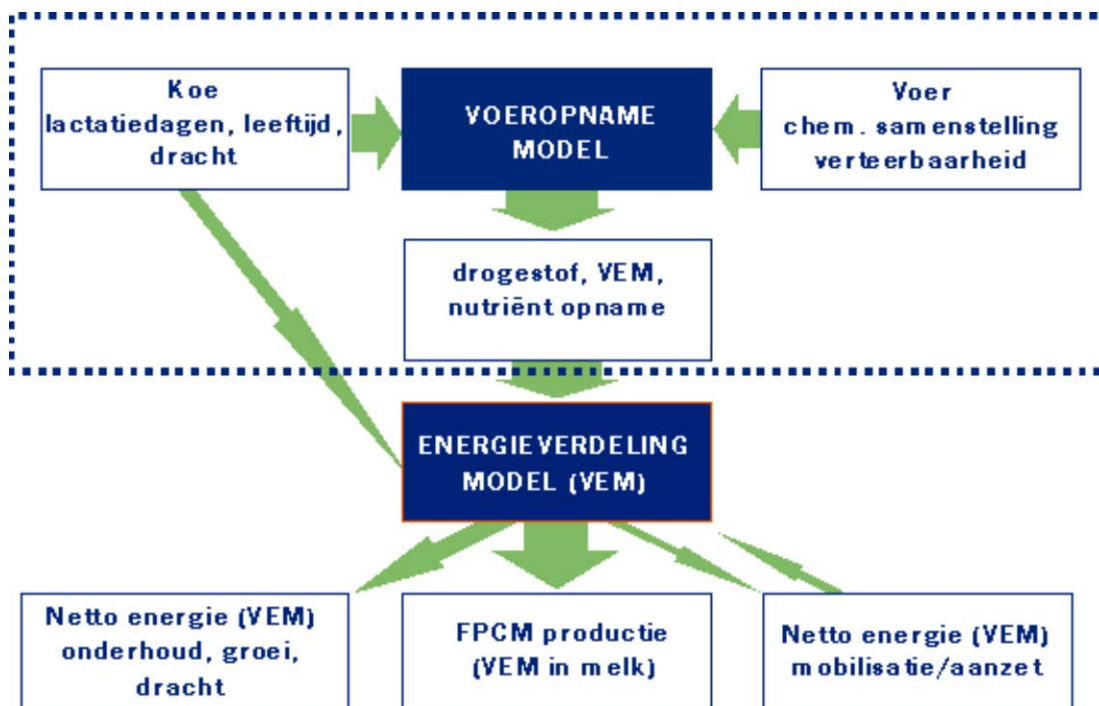 Koe
lactatiedagen, leeftijd,
dracht
VOEROPNAME
MODEL
Voer
chem. samenstelling
verteerbaarheid
drogestof, VEM,
nutriënt opname
ENERGIEVERDELING
MODEL (VEM)
Netto energie (VEM)
onderhoud, groei,
dracht
FPCM productie
(VEM in melk)
Netto energie (VEM)
mobilisatie/aanzet